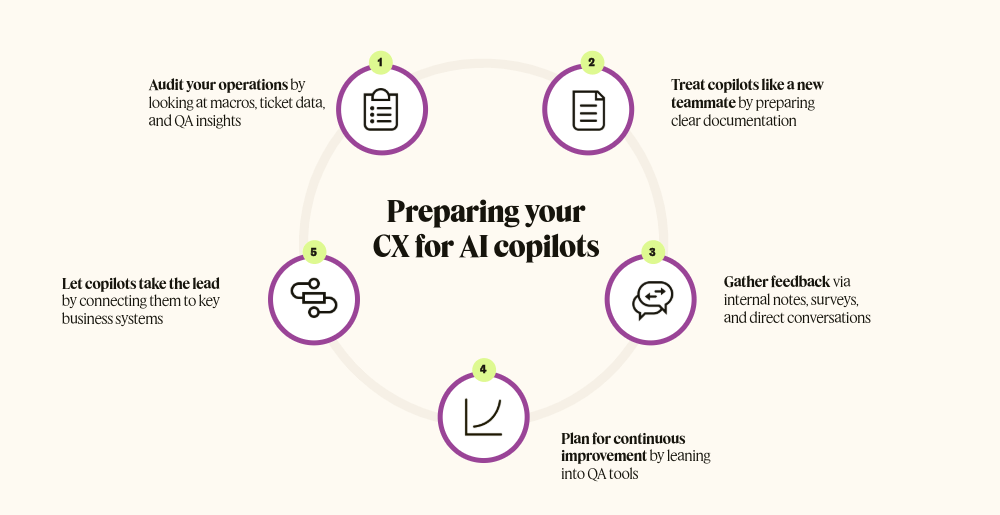 Preparing your
CX for AI copilots
1
Audit your operations by
looking at macros, ticket data,
and QA insights
2
Treat copilots like a new
teammate by preparing
clear documentation
3
Gather feedback via
internal notes, surveys,
and direct conversations
4
Plan for continuous
improvement by leaning
into QA tools
5
Let copilots take the lead
by connecting them to key
business systems